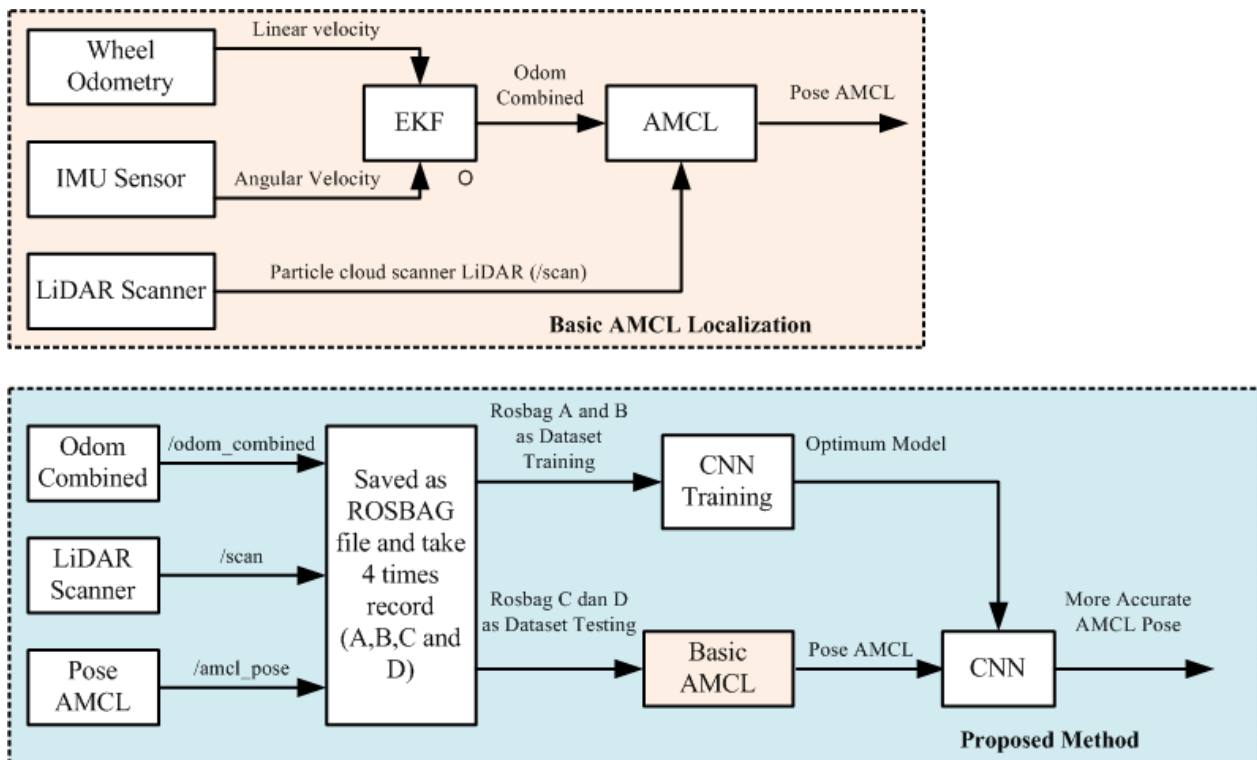 Linear velocity
Wheel
Odometry
Odom
Combined
Pose AMCL
EKF
AMCL
IMU Sensor
Angular Velocity
O
LiDAR Scanner
Particle cloud scanner LiDAR (/scan)
Basic AMCL Localization
Odom
Combined
/odom_combined
LiDAR
Scanner
/scan
Pose
AMCL
/amcl_pose
Saved as
ROSBAG
file and take
4 times
record
(A,B,C and
D)
Rosbag A and B
as Dataset
Training
CNN
Training
Optimum Model
Rosbag C dan D
as Dataset Testing
Basic
AMCL
Pose AMCL
CNN
More Accurate
AMCL Pose
Proposed Method